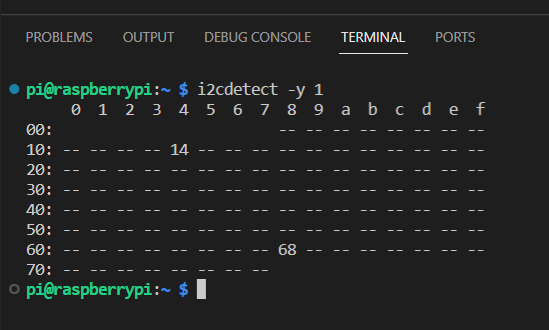 PROBLEMS OUTPUT DEBUG CONSOLE TERMINAL PORTS
pi@raspberrypi:~ $ i2cdetect -y 1
     0  1  2  3  4  5  6  7  8  9  a  b  c  d  e  f
00:                         -- -- -- -- -- -- -- --
10: -- -- -- -- 14 -- -- -- -- -- -- -- -- -- -- --
20: -- -- -- -- -- -- -- -- -- -- -- -- -- -- -- --
30: -- -- -- -- -- -- -- -- -- -- -- -- -- -- -- --
40: -- -- -- -- -- -- -- -- -- -- -- -- -- -- -- --
50: -- -- -- -- -- -- -- -- -- -- -- -- -- -- -- --
60: -- -- -- -- -- -- -- -- 68 -- -- -- -- -- -- --
70: -- -- -- -- -- -- -- --
pi@raspberrypi:~ $